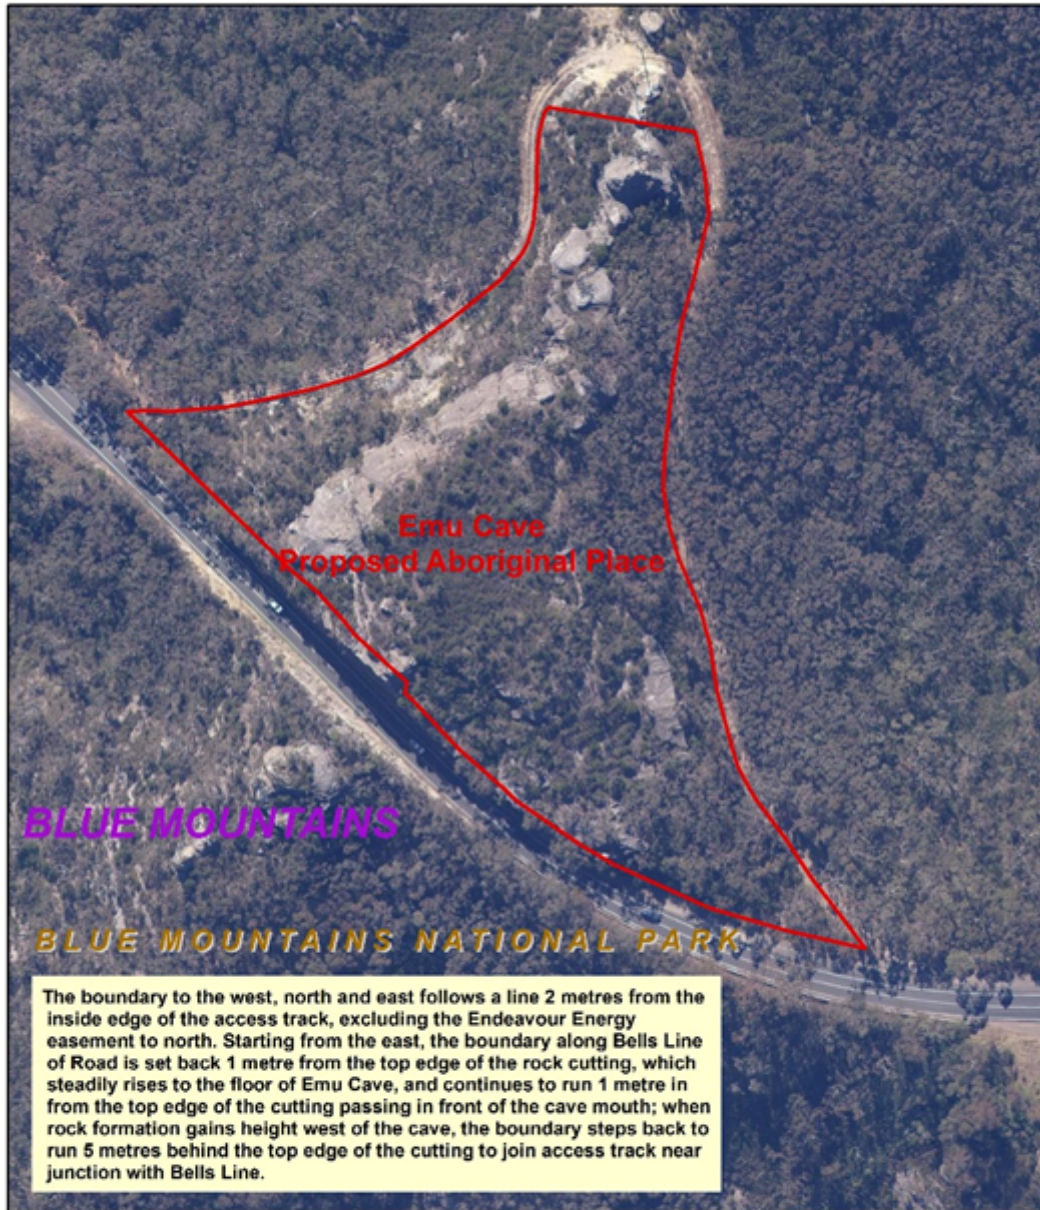 Emu Cave
Proposed Aboriginal Place
BLUE MOUNTAINS
BLUE MOUNTAINS NATIONAL PARK
The boundary to the west, north and east follows a line 2 metres from the
inside edge of the access track, excluding the Endeavour Energy
easement to north. Starting from the east, the boundary along Bells Line
of Road is set back 1 metre from the top edge of the rock cutting, which
steadily rises to the floor of Emu Cave, and continues to run 1 metre in
from the top edge of the cutting passing in front of the cave mouth; when
rock formation gains height west of the cave, the boundary steps back to
run 5 metres behind the top edge of the cutting to join access track near
junction with Bells Line.